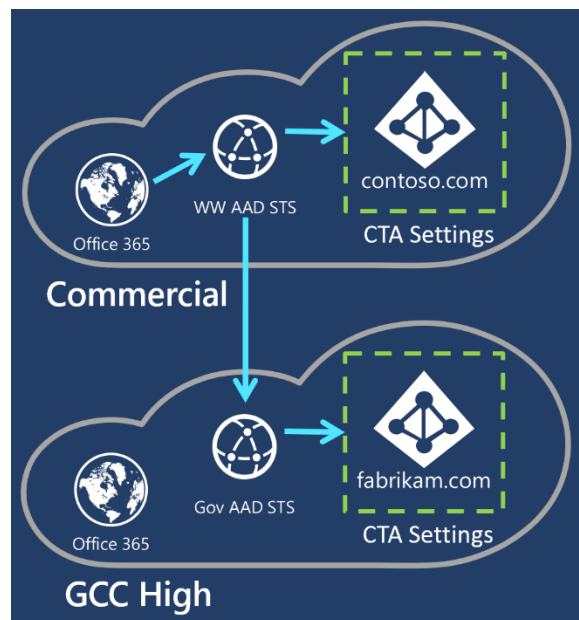 contoso.com
WW AAD STS
CTA Settings
Office 365
Commercial
fabrikam.com
Gov AAD STS
CTA Settings
Office 365
GCC High